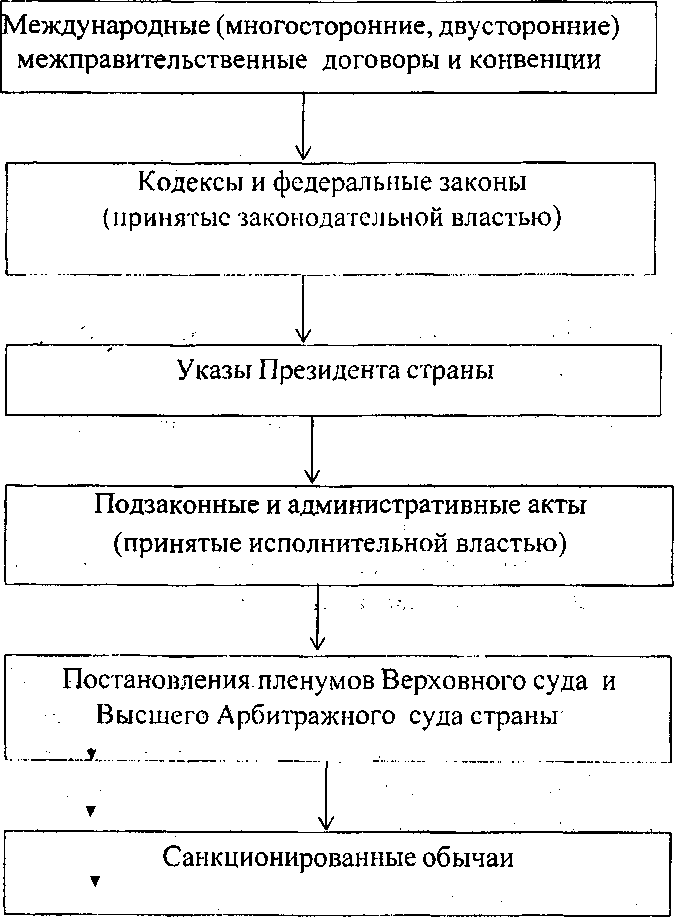 Международные (многосторонние, двусторонние)
межправительственные договоры и конвенции
Кодексы и федеральные законы
(принятые законодательной властью)
Указы Президента страны
Подзаконные и административные акты
(принятые исполнительной властью)
Постановления пленумов Верховного суда и
Высшего Арбитражного суда страны
Санкционированные обычаи